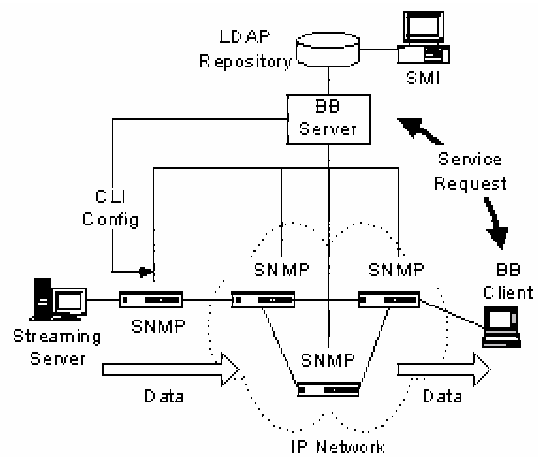 LDAP
Repository
SMI
BB
Server
Service
Request
CLI
Config
SNMP
SNMP
BB
Client
SNMP
Streaming
Server
SNMP
Data
Data
IP Network